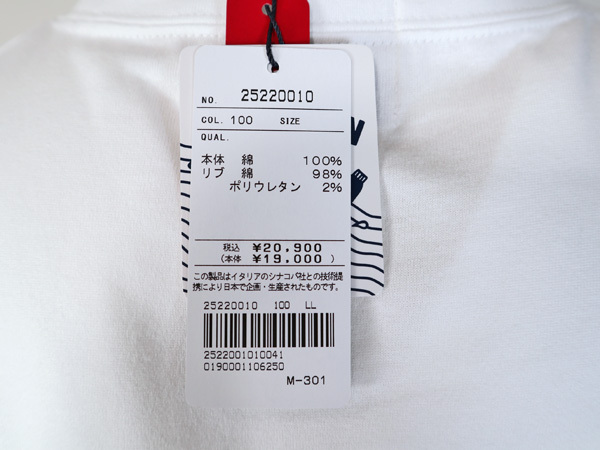 NO. 25220010
COL. 100 SIZE
QUAL.
本体 綿 100%
リブ 綿 98%
ポリウレタン 2%
税込 ¥20,900
(本体 ¥19,000 )
この製品はイタリアのシナコバ社との技術提
携により日本で企画・生産されたものです。
25220010 100 LL
2522001010041
0190001106250
M-301
N